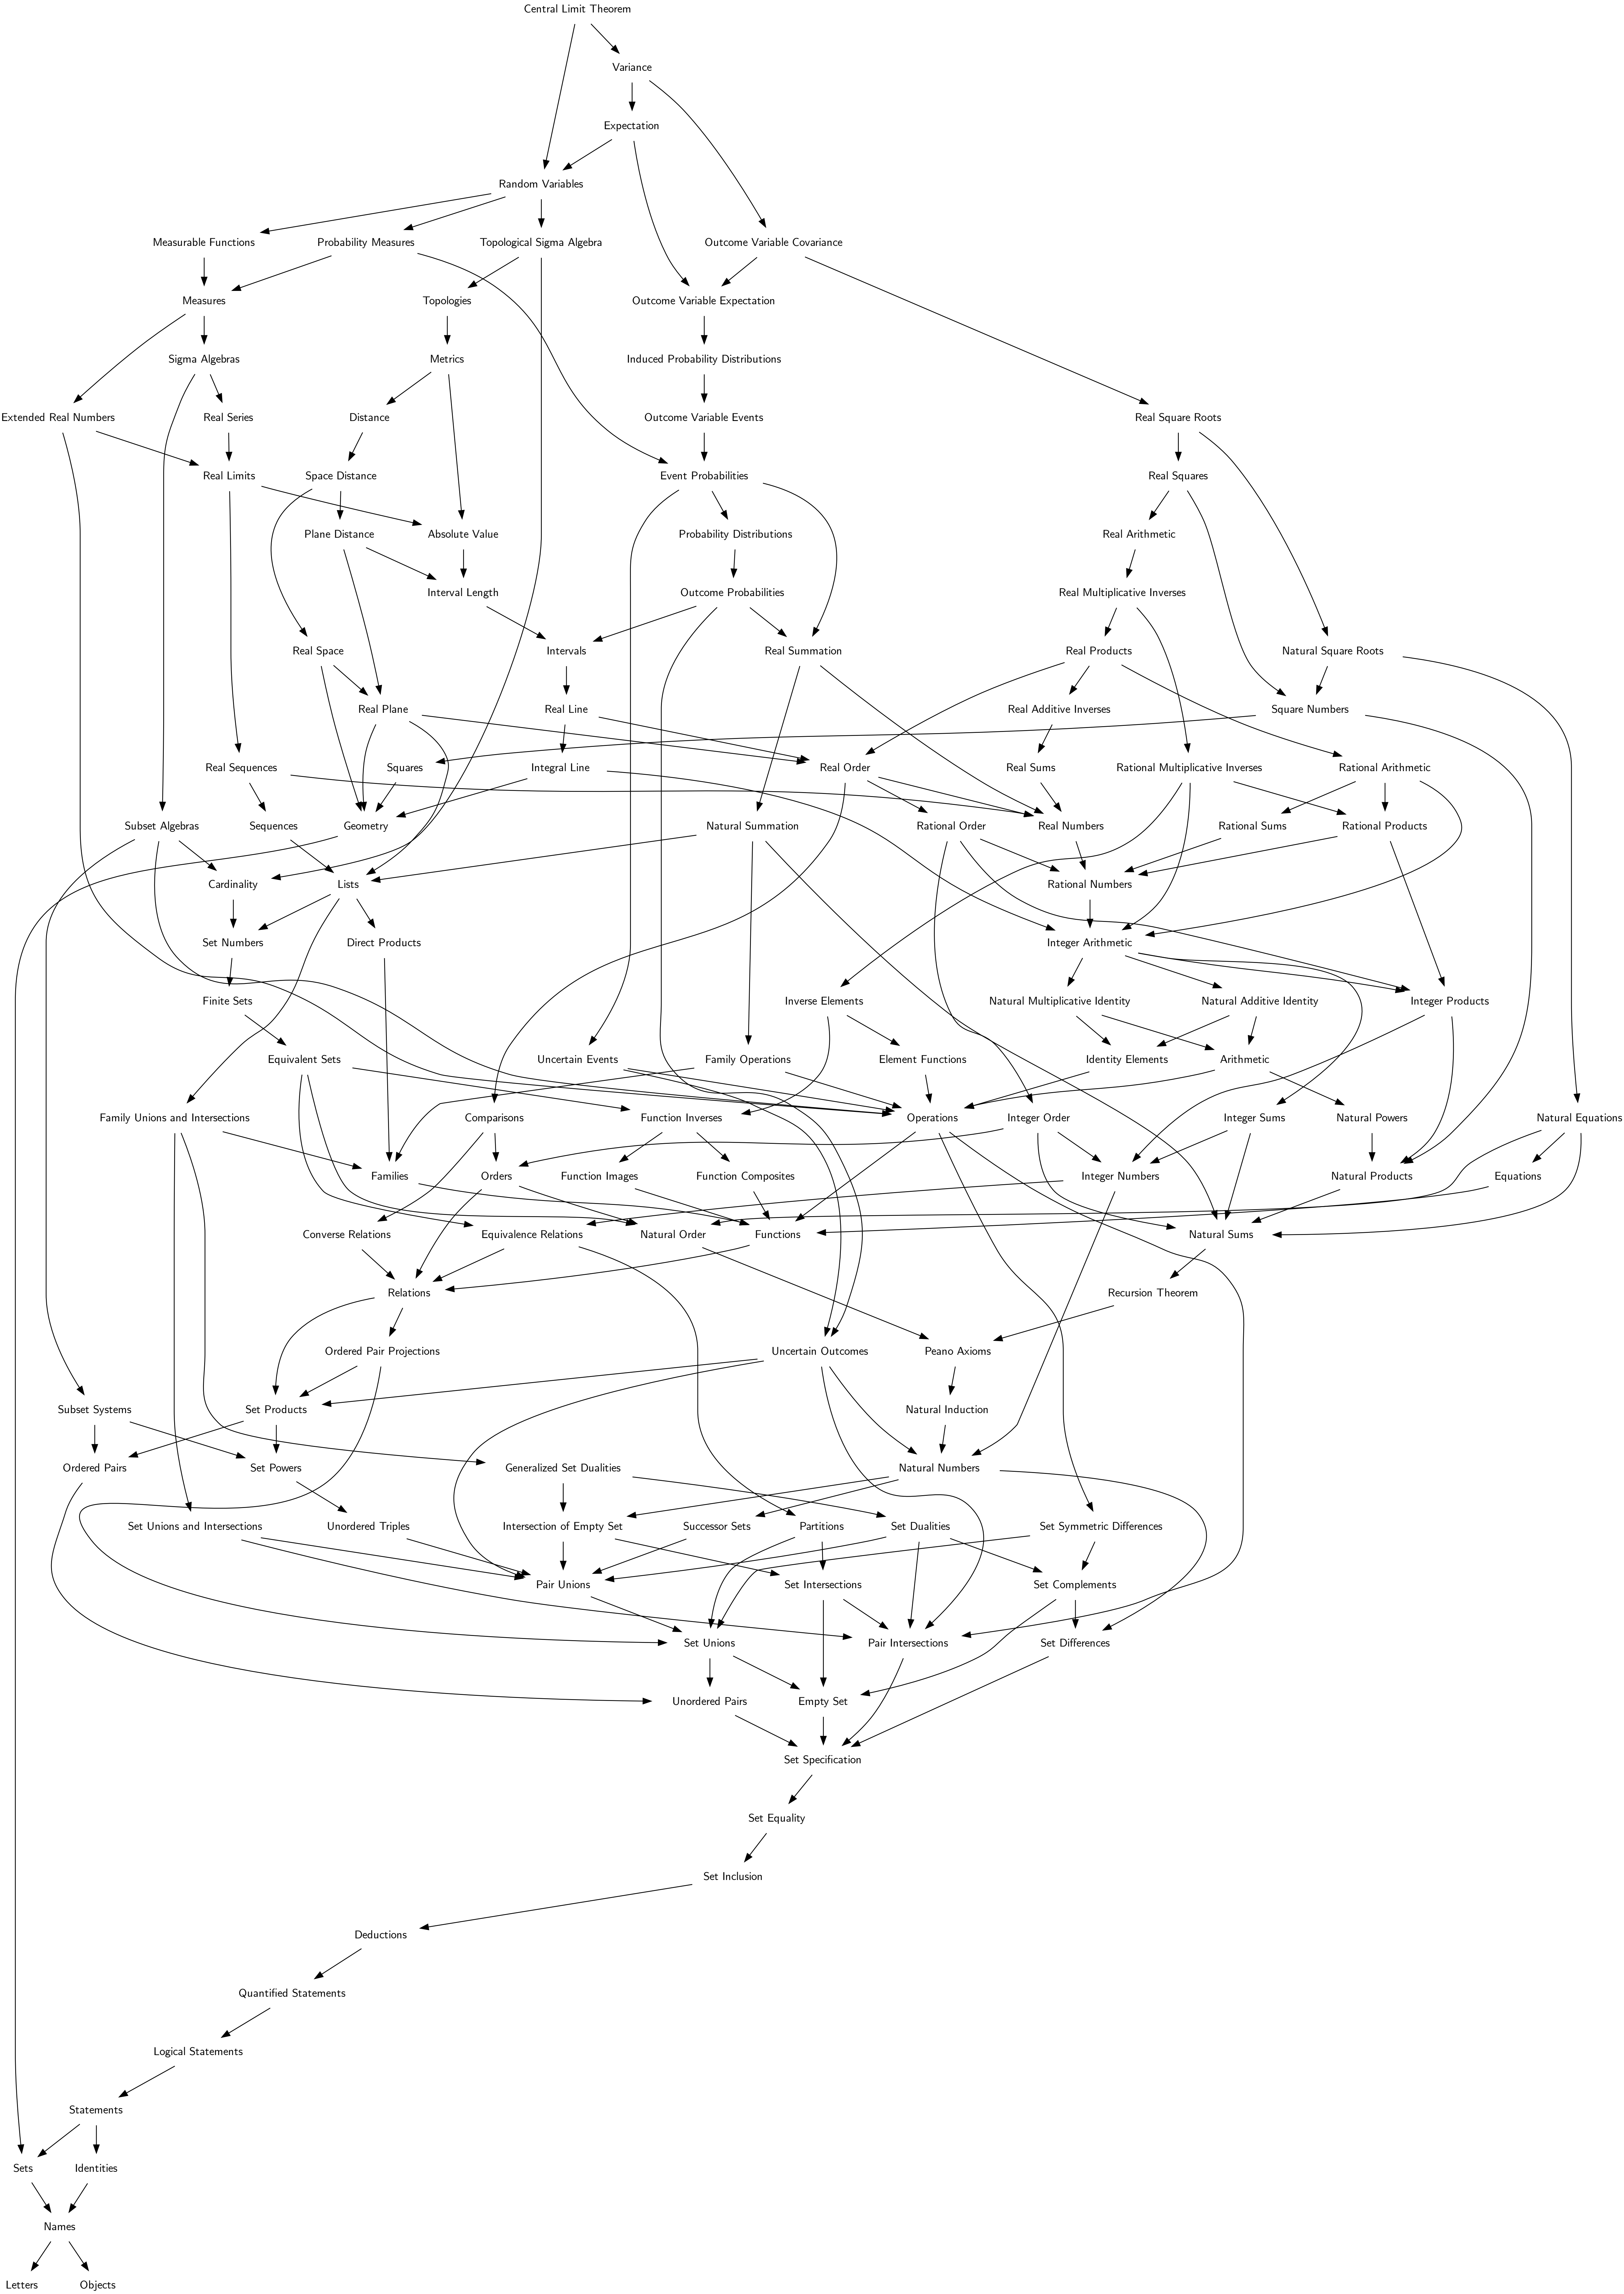 Central Limit Theorem
Variance
Expectation
Random Variables
Measurable Functions
Probability Measures
Topological Sigma Algebra
Outcome Variable Covariance
Measures
Topologies
Outcome Variable Expectation
Sigma Algebras
Metrics
Induced Probability Distributions
Extended Real Numbers
Real Series
Distance
Outcome Variable Events
Real Square Roots
Real Limits
Space Distance
Event Probabilities
Real Squares
Plane Distance
Absolute Value
Probability Distributions
Real Arithmetic
Interval Length
Outcome Probabilities
Real Multiplicative Inverses
Real Space
Intervals
Real Summation
Real Products
Natural Square Roots
Real Plane
Real Line
Real Additive Inverses
Square Numbers
Real Sequences
Squares
Integral Line
Real Order
Real Sums
Rational Multiplicative Inverses
Rational Arithmetic
Subset Algebras
Sequences
Geometry
Natural Summation
Rational Order
Real Numbers
Rational Sums
Rational Products
Cardinality
Lists
Rational Numbers
Set Numbers
Direct Products
Integer Arithmetic
Finite Sets
Inverse Elements
Natural Multiplicative Identity
Natural Additive Identity
Integer Products
Equivalent Sets
Uncertain Events
Family Operations
Element Functions
Identity Elements
Arithmetic
Family Unions and Intersections
Comparisons
Function Inverses
Operations
Integer Order
Integer Sums
Natural Powers
Natural Equations
Families
Orders
Function Images
Function Composites
Integer Numbers
Natural Products
Equations
Converse Relations
Equivalence Relations
Natural Order
Functions
Natural Sums
Relations
Recursion Theorem
Ordered Pair Projections
Uncertain Outcomes
Peano Axioms
Subset Systems
Set Products
Natural Induction
Ordered Pairs
Set Powers
Generalized Set Dualities
Natural Numbers
Set Unions and Intersections
Unordered Triples
Intersection of Empty Set
Successor Sets
Partitions
Set Dualities
Set Symmetric Differences
Pair Unions
Set Intersections
Set Complements
Set Unions
Pair Intersections
Set Differences
Unordered Pairs
Empty Set
Set Specification
Set Equality
Set Inclusion
Deductions
Quantified Statements
Logical Statements
Statements
Sets
Identities
Names
Letters
Objects